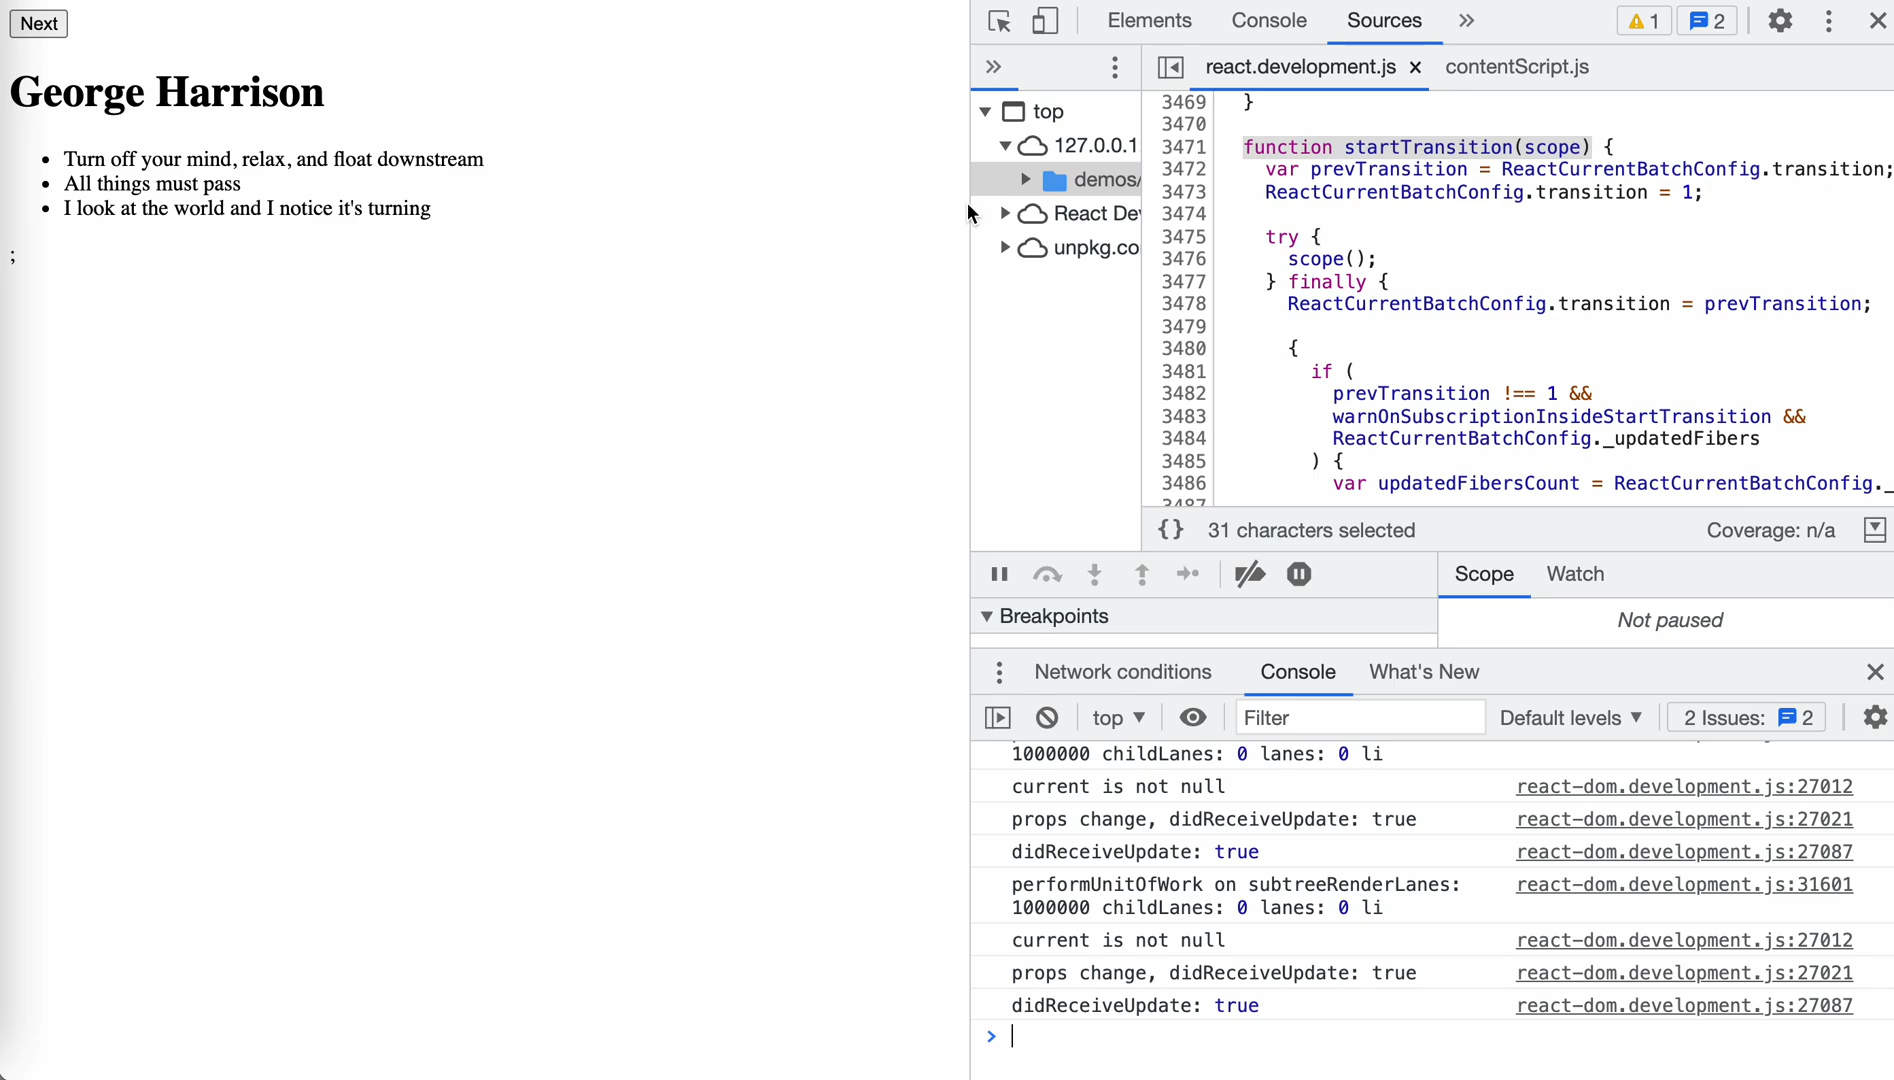 Next
George Harrison
Turn off your mind, relax, and float downstream
All things must pass
I look at the world and I notice it's turning
;
Elements Console Sources » 1 2
» react.development.js × contentScript.js
top
127.0.0.1
demos/
React De
unpkg.co
3469 }
3470
3471 function startTransition(scope) {
3472 var prevTransition = ReactCurrentBatchConfig.transition;
3473 ReactCurrentBatchConfig.transition = 1;
3474
3475 try {
3476 scope();
3477 } finally {
3478 ReactCurrentBatchConfig.transition = prevTransition;
3479
3480 {
3481 if (
3482 prevTransition !== 1 &&
3483 warnOnSubscriptionInsideStartTransition &&
3484 ReactCurrentBatchConfig._updatedFibers
3485 ) {
3486 var updatedFibersCount = ReactCurrentBatchConfig._
3487
{} 31 characters selected Coverage: n/a
Scope Watch
Breakpoints
Not paused
Network conditions Console What's New
top Filter Default levels 2 Issues: 2
1000000 childLanes: 0 lanes: 0 li
current is not null react-dom.development.js:27012
props change, didReceiveUpdate: true react-dom.development.js:27021
didReceiveUpdate: true react-dom.development.js:27087
performUnitOfWork on subtreeRenderLanes: react-dom.development.js:31601
1000000 childLanes: 0 lanes: 0 li
current is not null react-dom.development.js:27012
props change, didReceiveUpdate: true react-dom.development.js:27021
didReceiveUpdate: true react-dom.development.js:27087
>